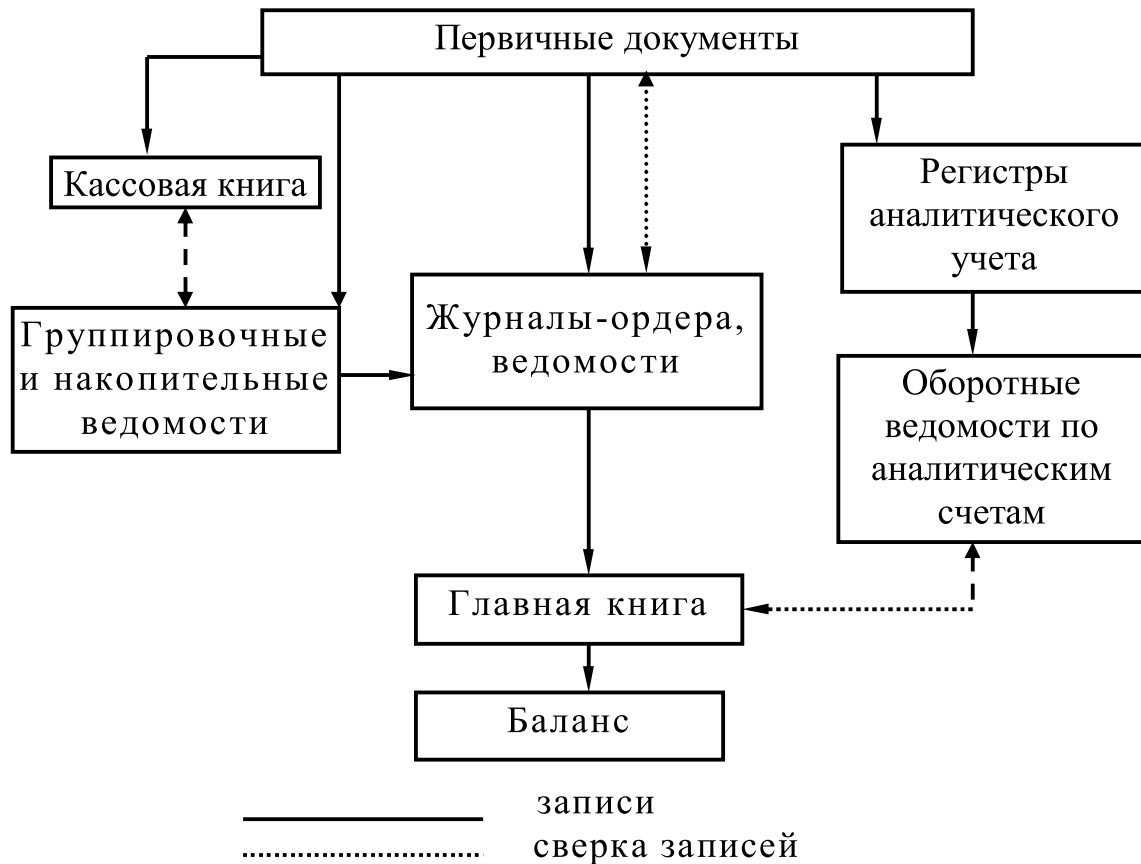 Первичные документы
Кассовая книга
Регистры
аналитического
учета
Группировочные
и накопительные
ведомости
Журналы-ордера,
ведомости
Оборотные
ведомости по
аналитическим
счетам
Главная книга
Баланс
записи
сверка записей